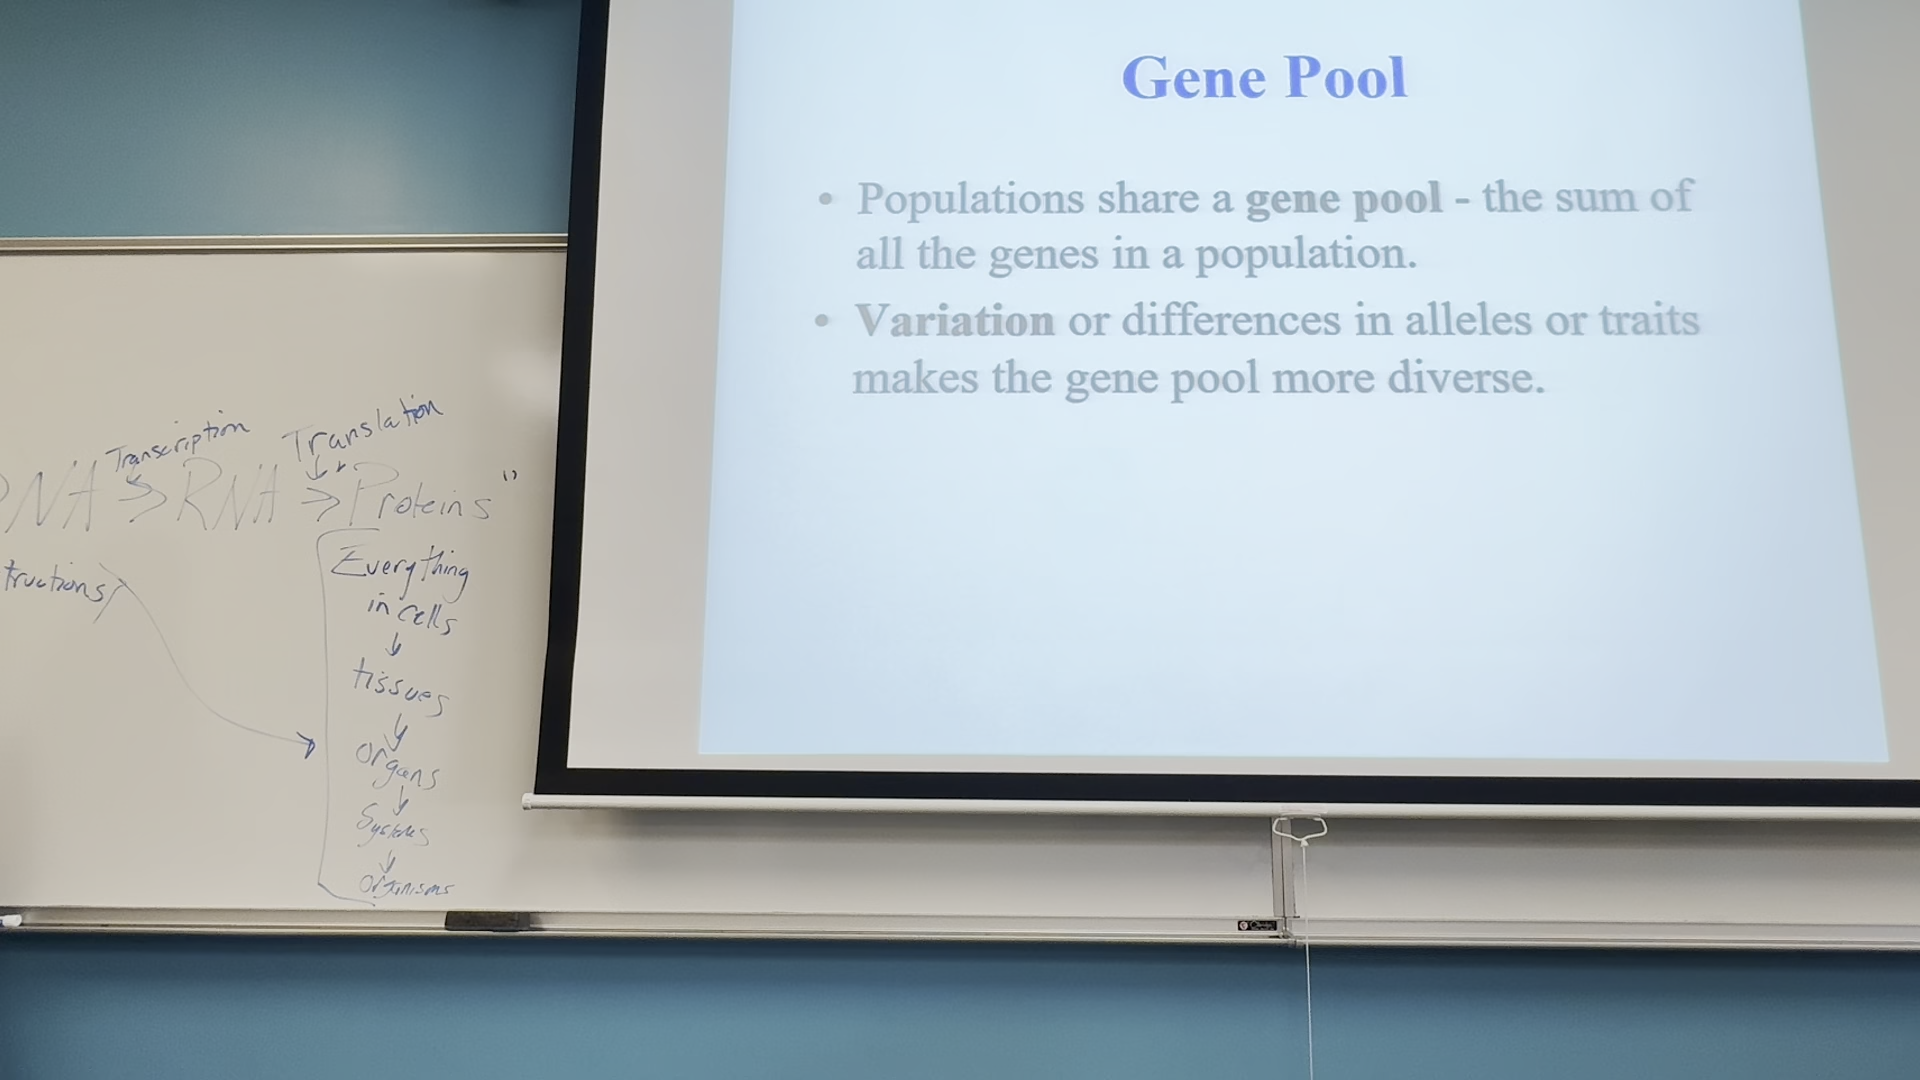 Gene Pool
• Populations share a gene pool - the sum of
all the genes in a population.
• Variation or differences in alleles or traits
makes the gene pool more diverse.
Transcription Translation
DNA → RNA → Proteins"
tructions)
Everything
in cells
↓
tissues
↓
organs
↓
Systems
↓
organisms